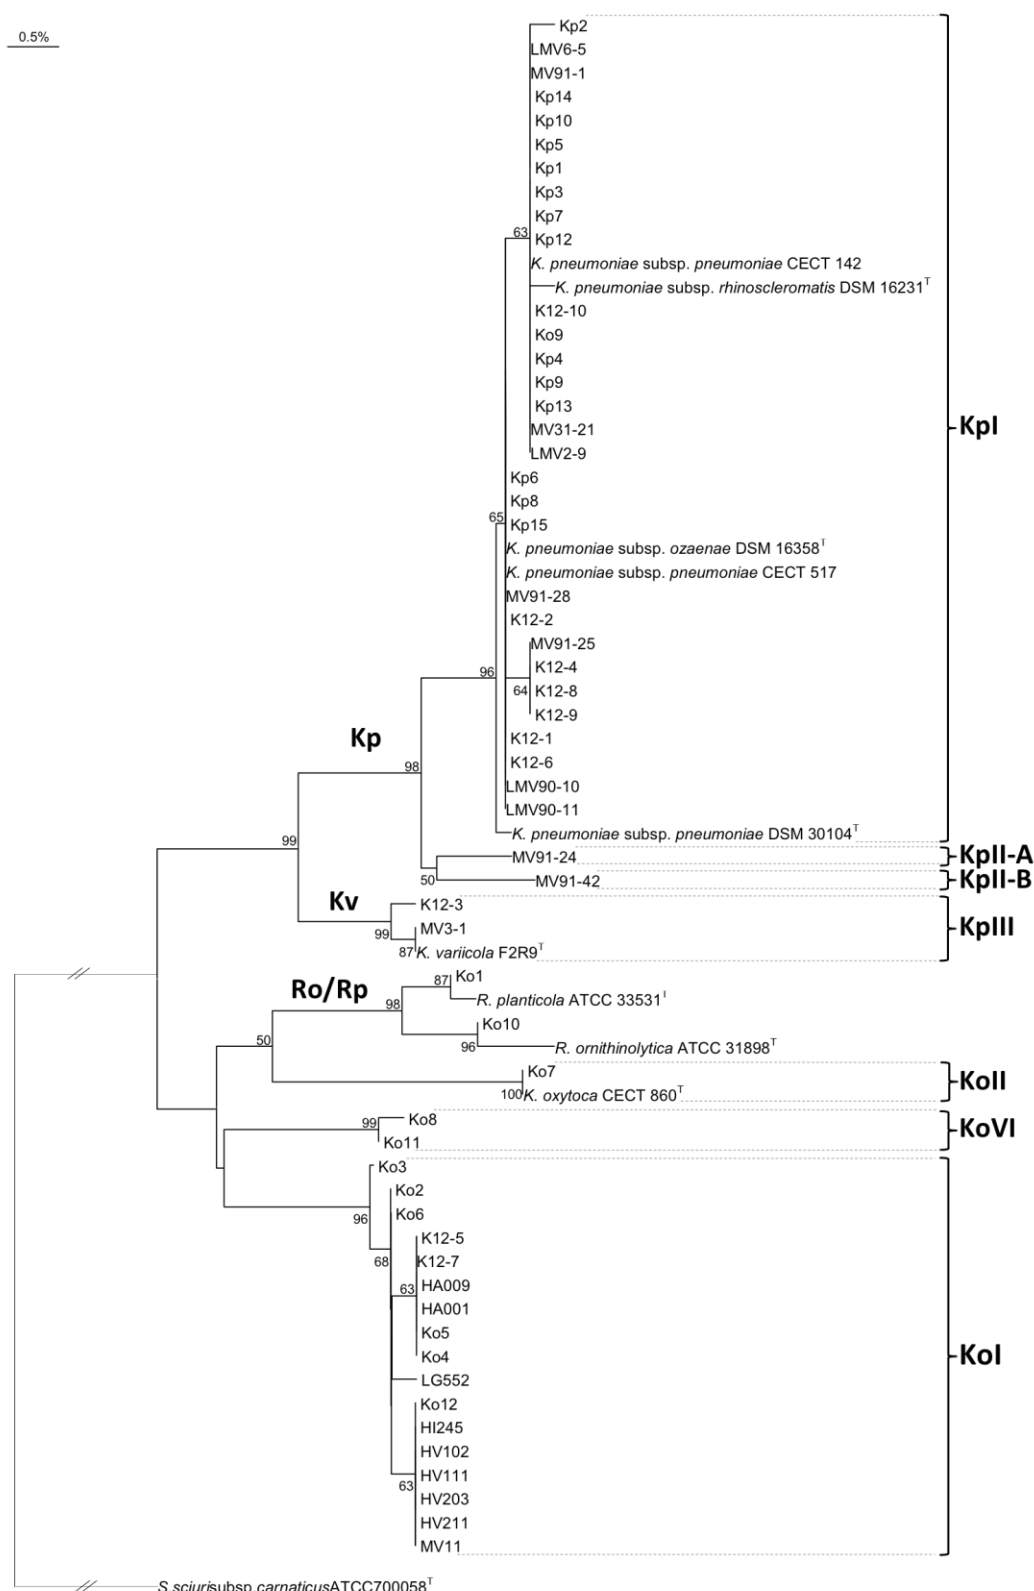 0.5%
Kp2
LMV6-5
MV91-1
Kp14
Kp10
Kp5
Kp1
Kp3
Kp7
63
Kp12
K. pneumoniae subsp. pneumoniae CECT 142
K. pneumoniae subsp. rhinoscleromatis DSM 16231T
K12-10
Ko9
Kp4
Kp9
Kp13
KpI
MV31-21
LMV2-9
Kp6
Kp8
65
Kp15
K. pneumoniae subsp. ozaenae DSM 16358T
K. pneumoniae subsp. pneumoniae CECT 517
MV91-28
K12-2
MV91-25
96
K12-4
64
K12-8
K12-9
Kp
K12-1
98
K12-6
LMV90-10
LMV90-11
99
K. pneumoniae subsp. pneumoniae DSM 30104T
MV91-24
KpII-A
50
MV91-42
KpII-B
Kv
K12-3
99
MV3-1
KpIII
87
K. variicola F2R9T
Ro/Rp
87
Ko1
98
R. planticola ATCC 33531T
Ko10
50
96
R. ornithinolytica ATCC 31898T
Ko7
KoII
100
K. oxytoca CECT 860T
99
Ko8
KoVI
Ko11
Ko3
Ko2
96
Ko6
K12-5
68
K12-7
63
HA009
HA001
Ko5
Ko4
KoI
LG552
Ko12
HI245
HV102
HV111
63
HV203
HV211
MV11
S.sciurisubsp.carnaticusATCC700058T